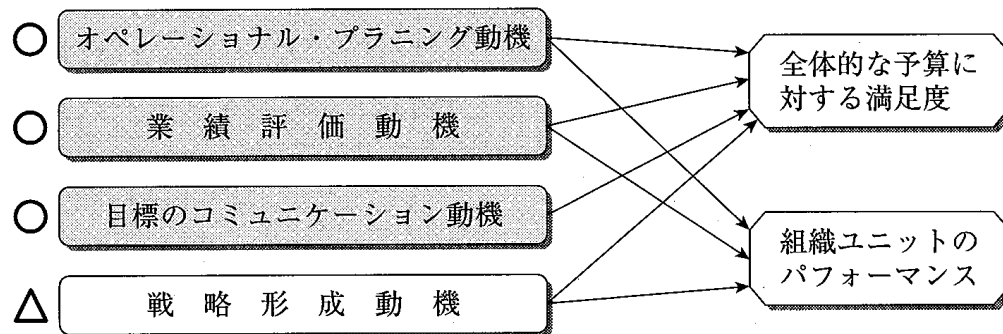 オペレーショナル・プラニング動機
業績評価動機
目標のコミュニケーション動機
戦略形成動機
全体的な予算に
対する満足度
組織ユニットの
パフォーマンス